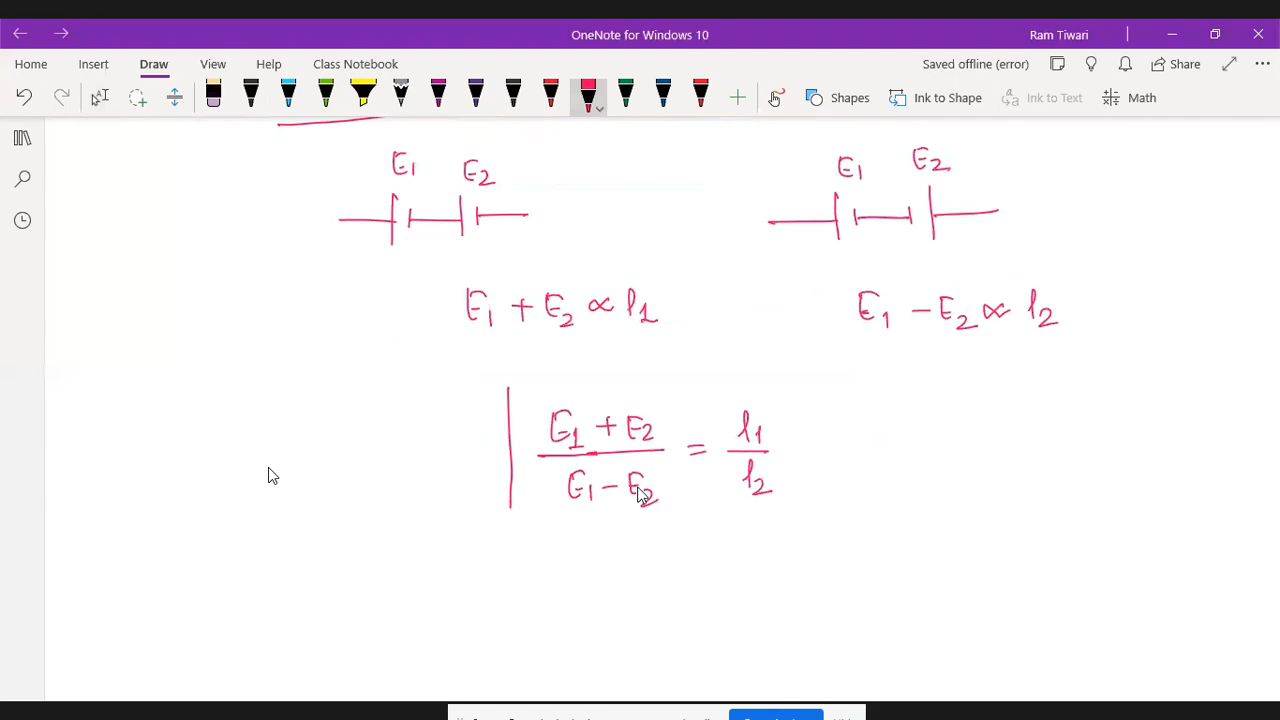 OneNote for Windows 10
Ram Tiwari
Home Insert Draw View Help Class Notebook
Saved offline (error)
Share
Shapes
Ink to Shape
Ink to Text
Math
E₁ E₂
E₁ E₂
E₁ + E₂ ∝ l₁
E₁ − E₂ ∝ l₂
E₁ + E₂ / E₁ − E₂ = l₁ / l₂